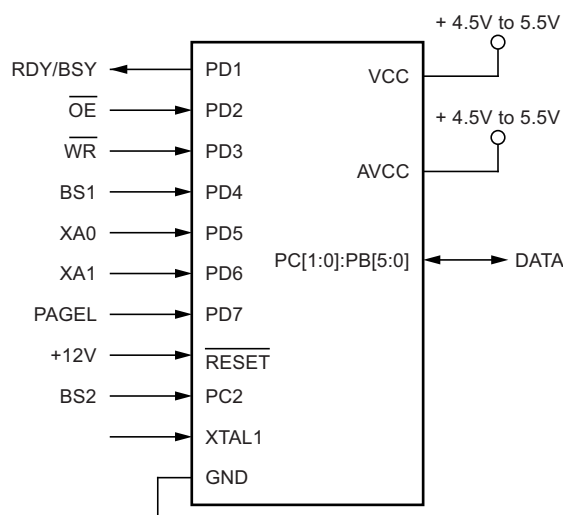 + 4.5V to 5.5V
RDY/BSY PD1 VCC
OE PD2
+ 4.5V to 5.5V
WR PD3
BS1 PD4 AVCC
XA0 PD5
PC[1:0]:PB[5:0] DATA
XA1 PD6
PAGEL PD7
+12V RESET
BS2 PC2
XTAL1
GND